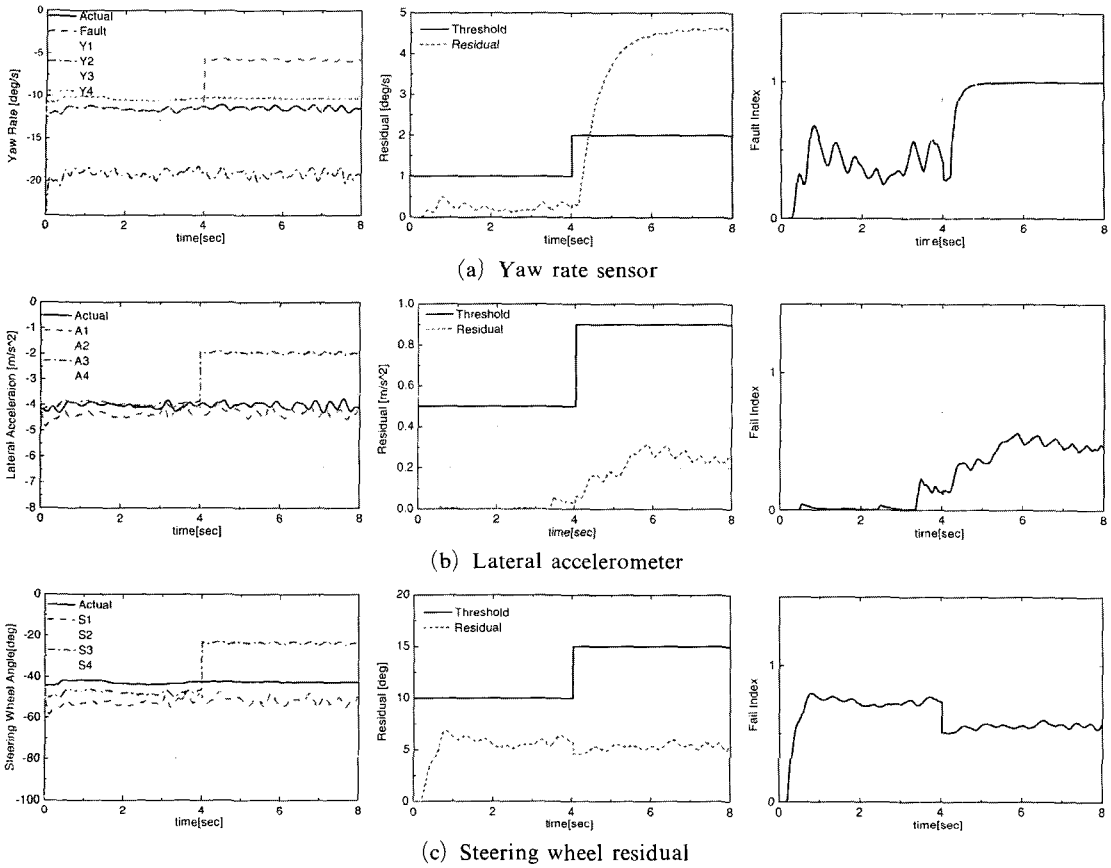 Yaw Rate [deg/s]
0
-5
-10
-15
-20
Actual
Fault
Y1
Y2
Y3
Y4
0 2 4 6 8
time[sec]
Residual [deg/s]
5
4
3
2
1
0
Threshold
Residual
0 2 4 6 8
time[sec]
Fault Index
1
0
0 2 4 6 8
time[sec]
(a) Yaw rate sensor
Lateral Acceleraion [m/s^2]
0
-1
-2
-3
-4
-5
-6
-7
-8
Actual
A1
A2
A3
A4
0 2 4 6 8
time[sec]
Residual [m/s^2]
1.0
0.8
0.6
0.4
0.2
0.0
Threshold
Residual
0 2 4 6 8
time[sec]
Fail Index
1
0
0 2 4 6 8
time[sec]
(b) Lateral accelerometer
Steering Wheel Angle[deg]
0
-20
-40
-60
-80
-100
Actual
S1
S2
S3
S4
0 2 4 6 8
time[sec]
Residual [deg]
20
15
10
5
0
Threshold
Residual
0 2 4 6 8
time[sec]
Fail Index
1
0
0 2 4 6 8
time[sec]
(c) Steering wheel residual